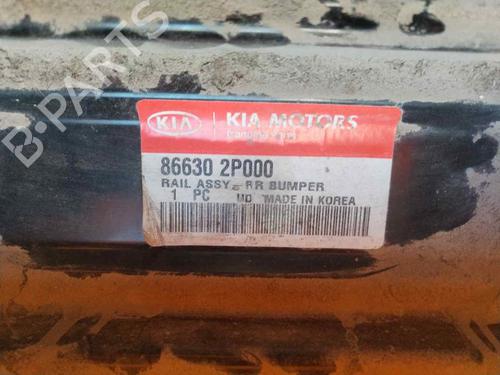 B-PARTS
KIA KIA MOTORS
86630 2P000
RAIL ASSY-RR BUMPER
1 PC MADE IN KOREA